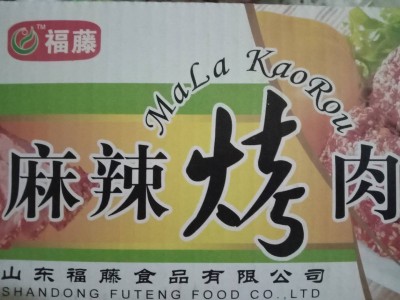 TM
福藤
MaLa KaoRou
麻辣烤肉
山东福藤食品有限公司
SHANDONG FUTENG FOOD CO.,LTD